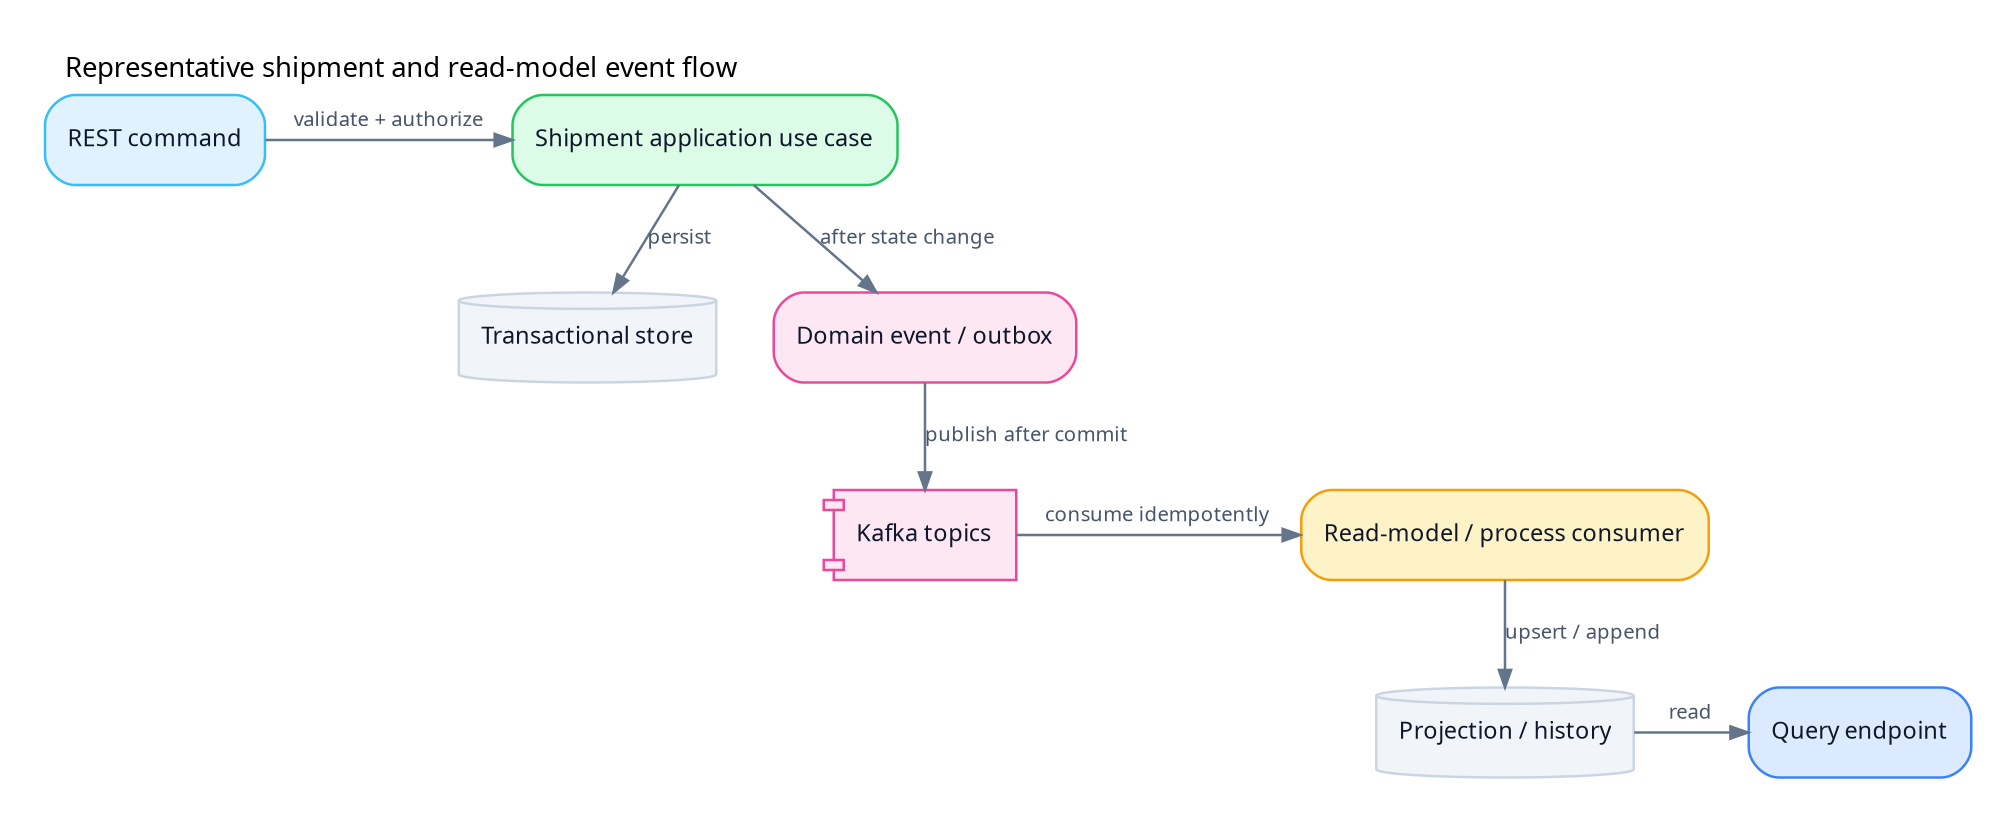 Representative shipment and read-model event flow
REST command
validate + authorize
Shipment application use case
persist
after state change
Transactional store
Domain event / outbox
publish after commit
Kafka topics
consume idempotently
Read-model / process consumer
upsert / append
Projection / history
read
Query endpoint